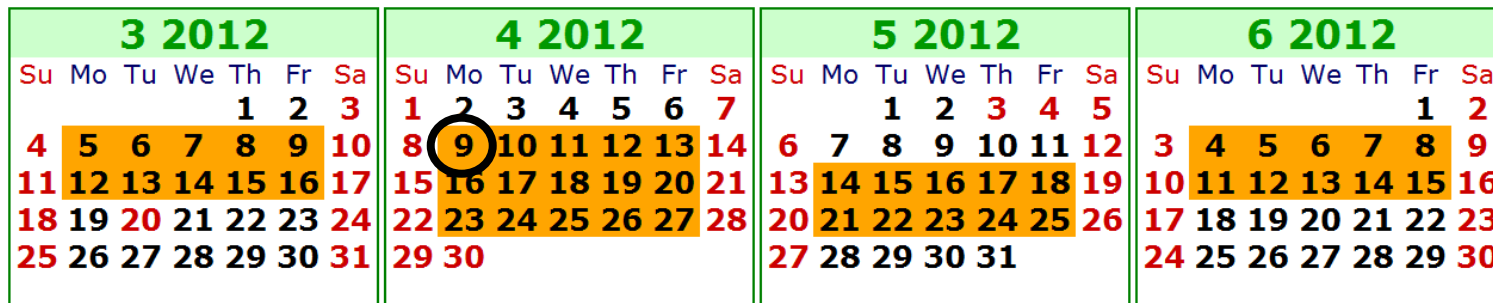 3 2012
Su Mo Tu We Th Fr Sa
1 2 3
4 5 6 7 8 9 10
11 12 13 14 15 16 17
18 19 20 21 22 23 24
25 26 27 28 29 30 31
4 2012
Su Mo Tu We Th Fr Sa
1 2 3 4 5 6 7
8 9 10 11 12 13 14
15 16 17 18 19 20 21
22 23 24 25 26 27 28
29 30
5 2012
Su Mo Tu We Th Fr Sa
1 2 3 4 5
6 7 8 9 10 11 12
13 14 15 16 17 18 19
20 21 22 23 24 25 26
27 28 29 30 31
6 2012
Su Mo Tu We Th Fr Sa
1 2
3 4 5 6 7 8 9
10 11 12 13 14 15 16
17 18 19 20 21 22 23
24 25 26 27 28 29 30